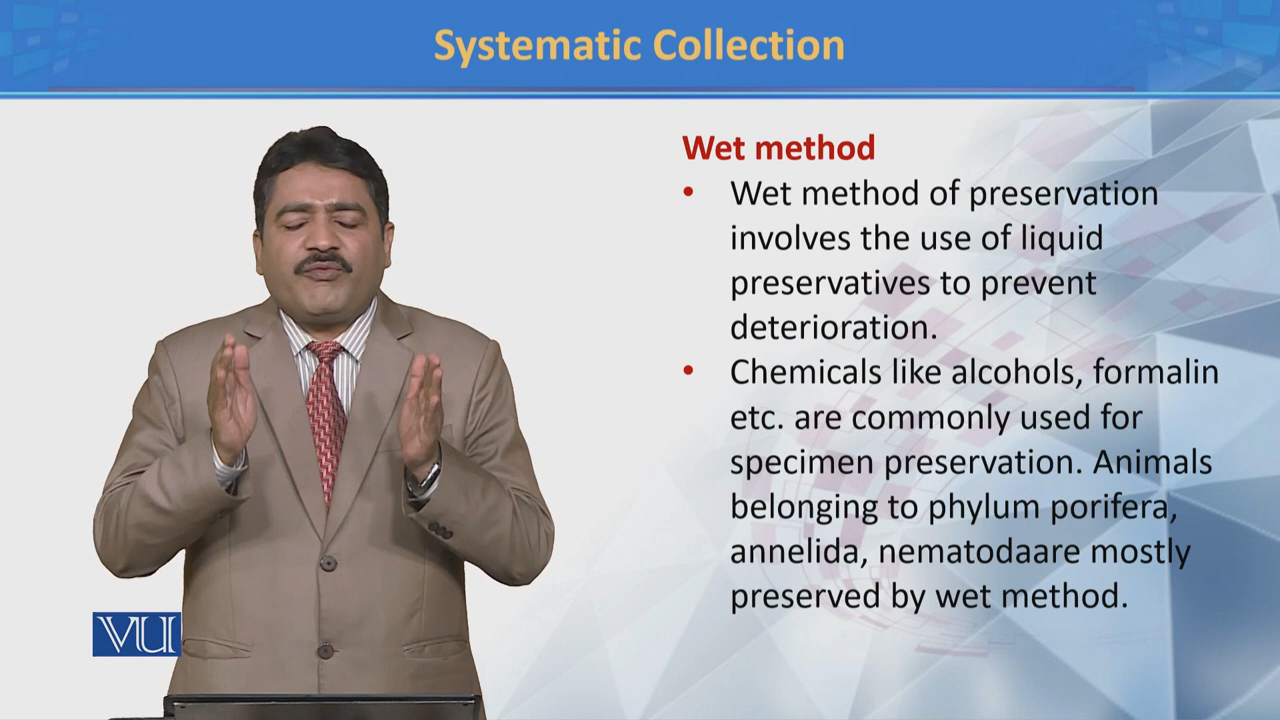 Systematic Collection
Wet method
• Wet method of preservation
involves the use of liquid
preservatives to prevent
deterioration.
• Chemicals like alcohols, formalin
etc. are commonly used for
specimen preservation. Animals
belonging to phylum porifera,
annelida, nematodaare mostly
preserved by wet method.
VU